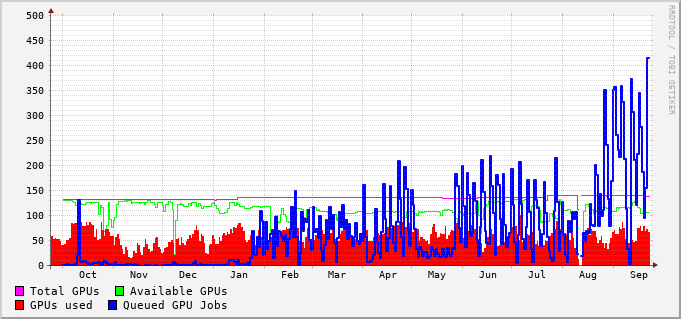 500
450
400
350
300
250
200
150
100
50
0
Oct Nov Dec Jan Feb Mar Apr May Jun Jul Aug Sep
Total GPUs Available GPUs
GPUs used Queued GPU Jobs
RRDTOOL / TOBI OETIKER